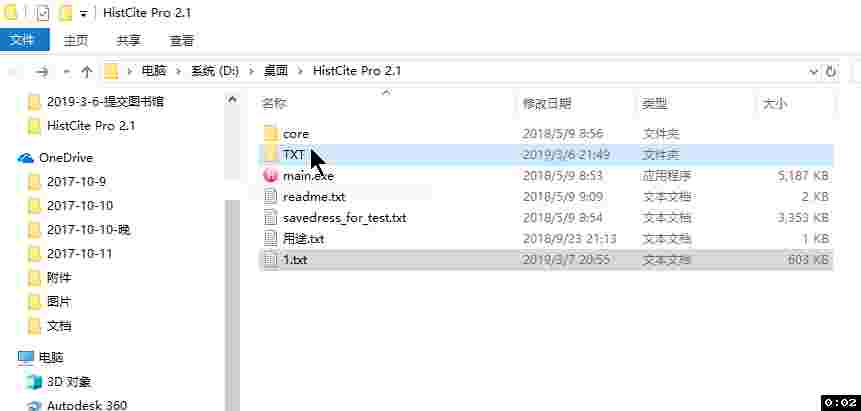 HistCite Pro 2.1
文件 主页 共享 查看
电脑 系统 (D:) 桌面 HistCite Pro 2.1
名称 修改日期 类型 大小
2019-3-6-提交图书馆
HistCite Pro 2.1
OneDrive
2017-10-9
2017-10-10
2017-10-10-晚
2017-10-11
附件
图片
文档
电脑
3D 对象
Autodesk 360
core 2018/5/9 8:56 文件夹
TXT 2019/3/6 21:49 文件夹
main.exe 2018/5/9 8:53 应用程序 5,187 KB
readme.txt 2018/5/9 9:09 文本文档 2 KB
savedress_for_test.txt 2018/5/9 8:54 文本文档 3,353 KB
用途.txt 2018/9/23 21:13 文本文档 1 KB
1.txt 2019/3/7 20:55 文本文档 603 KB
0:02